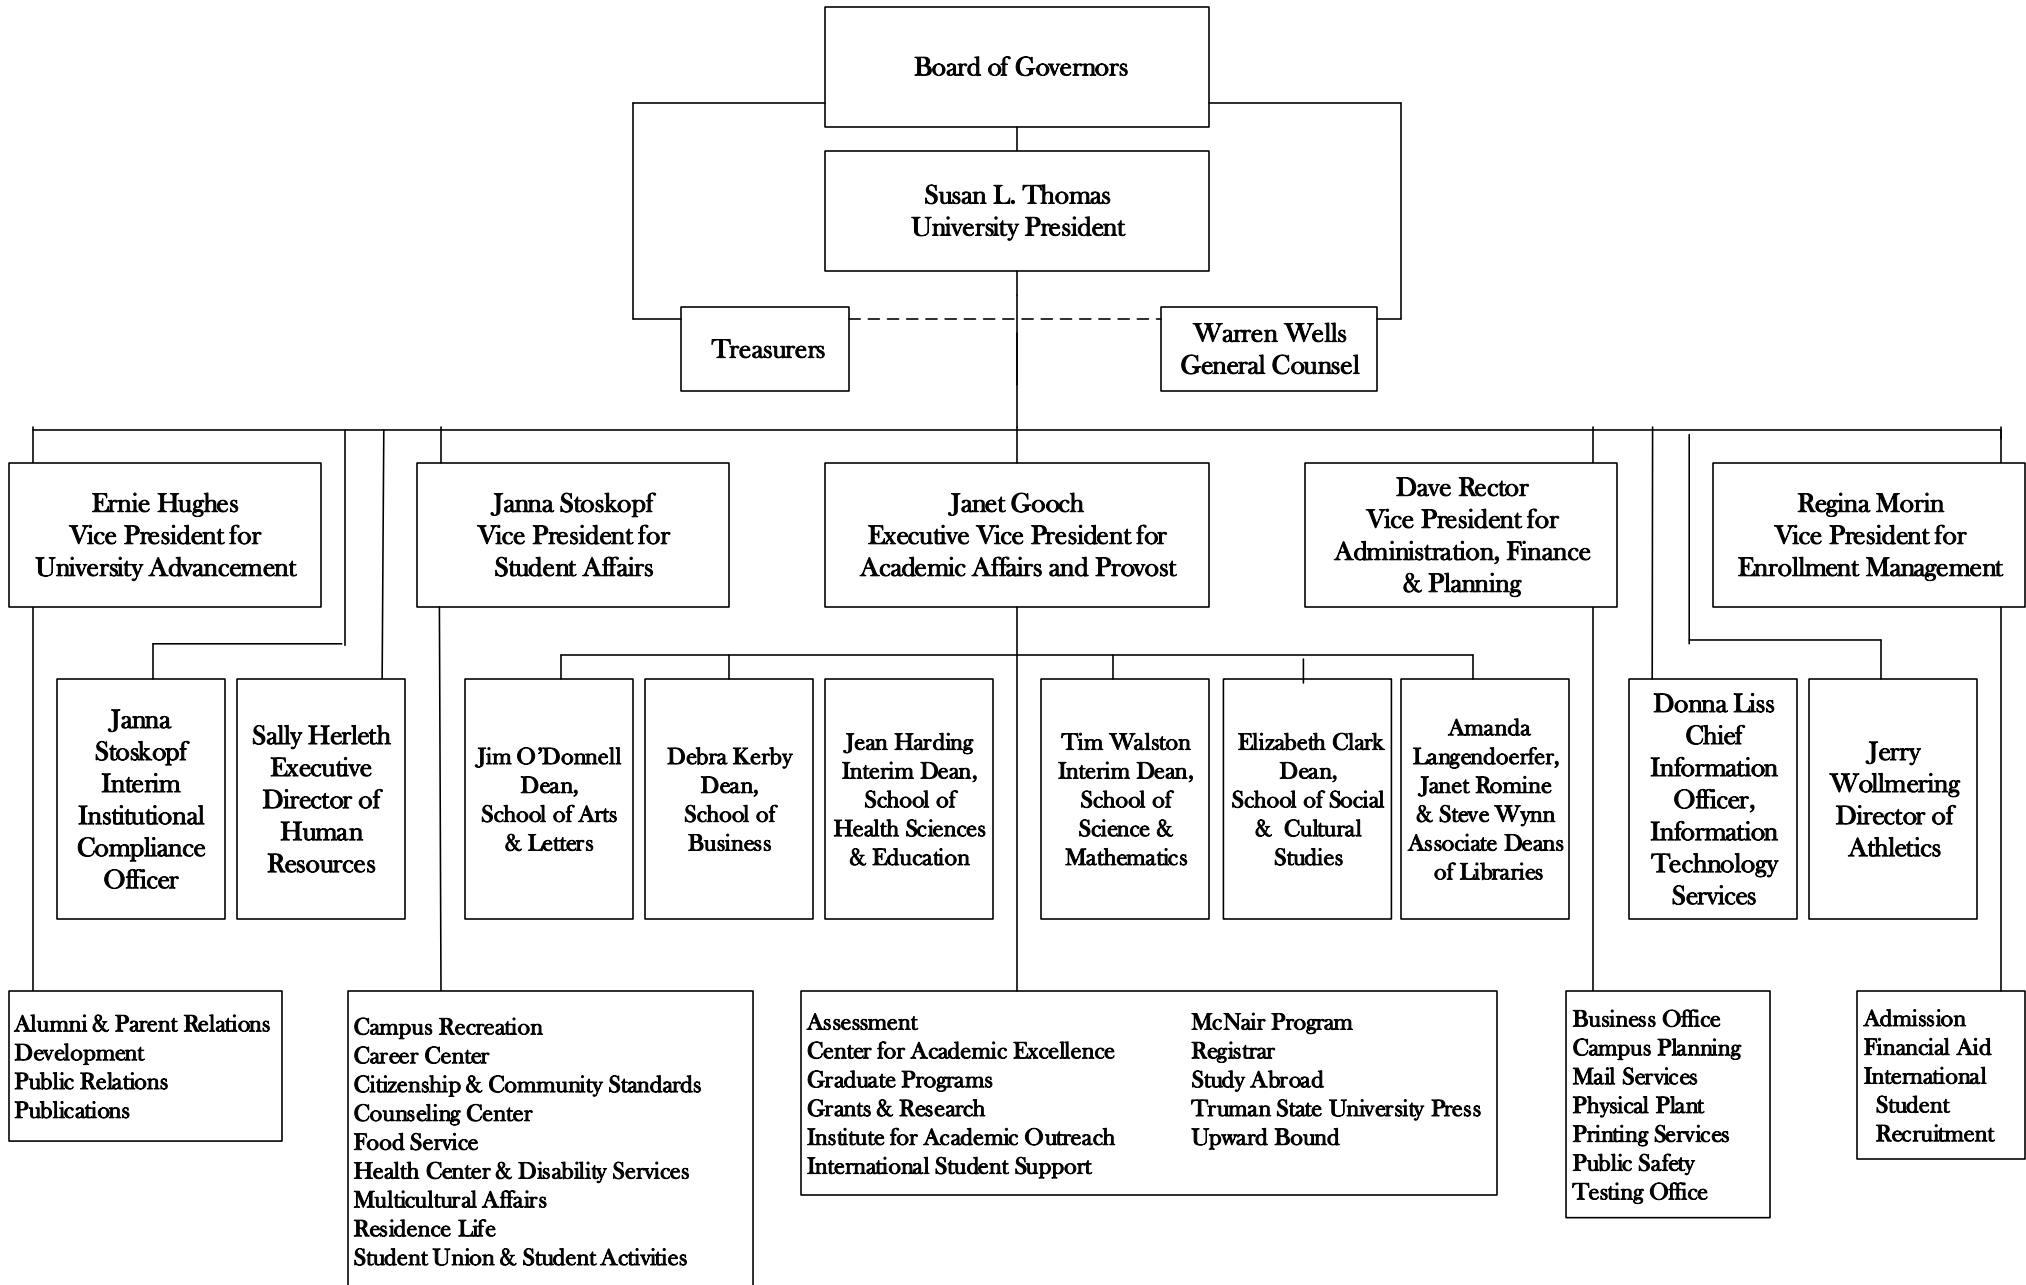 Board of Governors
Susan L. Thomas
University President
Treasurers
Warren Wells
General Counsel
Ernie Hughes
Vice President for
University Advancement
Janna Stoskopf
Vice President for
Student Affairs
Janet Gooch
Executive Vice President for
Academic Affairs and Provost
Dave Rector
Vice President for
Administration, Finance
& Planning
Regina Morin
Vice President for
Enrollment Management
Janna
Stoskopf
Interim
Institutional
Compliance
Officer
Sally Herleth
Executive
Director of
Human
Resources
Jim O’Donnell
Dean,
School of Arts
& Letters
Debra Kerby
Dean,
School of
Business
Jean Harding
Interim Dean,
School of
Health Sciences
& Education
Tim Walston
Interim Dean,
School of
Science &
Mathematics
Elizabeth Clark
Dean,
School of Social
& Cultural
Studies
Amanda
Langendoerfer,
Janet Romine
& Steve Wynn
Associate Deans
of Libraries
Donna Liss
Chief
Information
Officer,
Information
Technology
Services
Jerry
Wollmering
Director of
Athletics
Alumni & Parent Relations
Development
Public Relations
Publications
Campus Recreation
Career Center
Citizenship & Community Standards
Counseling Center
Food Service
Health Center & Disability Services
Multicultural Affairs
Residence Life
Student Union & Student Activities
Assessment
Center for Academic Excellence
Graduate Programs
Grants & Research
Institute for Academic Outreach
International Student Support
McNair Program
Registrar
Study Abroad
Truman State University Press
Upward Bound
Business Office
Campus Planning
Mail Services
Physical Plant
Printing Services
Public Safety
Testing Office
Admission
Financial Aid
International
Student
Recruitment